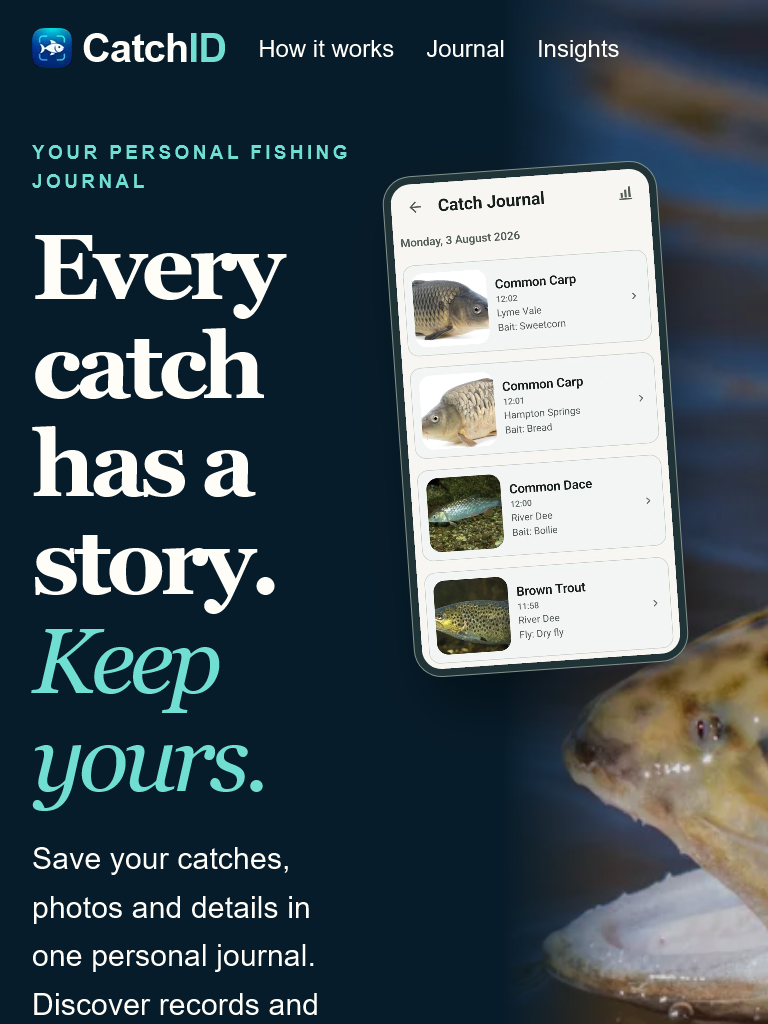 CatchID
How it works
Journal
Insights
YOUR PERSONAL FISHING
JOURNAL
Every
catch
has a
story.
Keep
yours.
Save your catches,
photos and details in
one personal journal.
Discover records and
Catch Journal
Monday, 3 August 2026
Common Carp
12:02
Lyme Vale
Bait: Sweetcorn
Common Carp
12:01
Hampton Springs
Bait: Bread
Common Dace
12:00
River Dee
Bait: Boilie
Brown Trout
11:58
River Dee
Fly: Dry fly